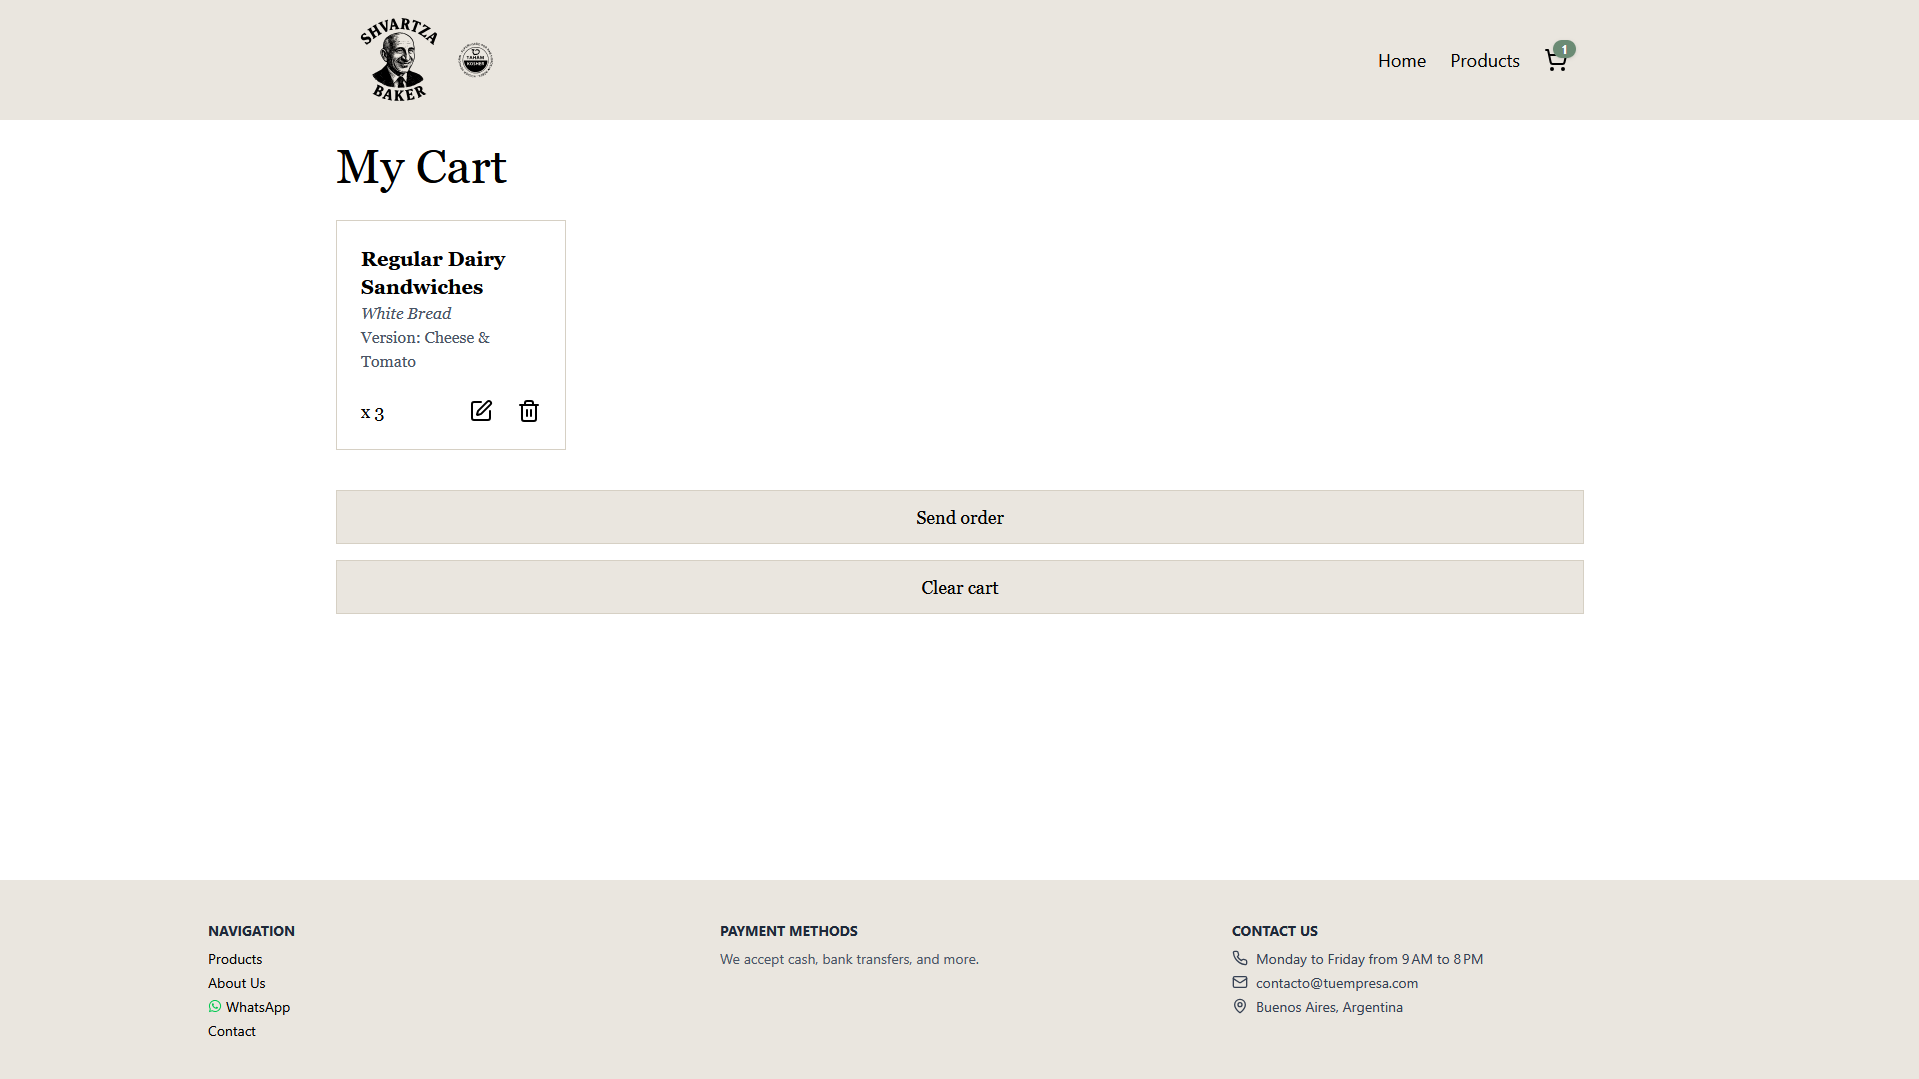 SHVARTZA
BAKER
TAHAM
KOSHER
Home
Products
1
My Cart
Regular Dairy
Sandwiches
White Bread
Version: Cheese &
Tomato
x 3
Send order
Clear cart
NAVIGATION
Products
About Us
WhatsApp
Contact
PAYMENT METHODS
We accept cash, bank transfers, and more.
CONTACT US
Monday to Friday from 9 AM to 8 PM
contacto@tuempresa.com
Buenos Aires, Argentina